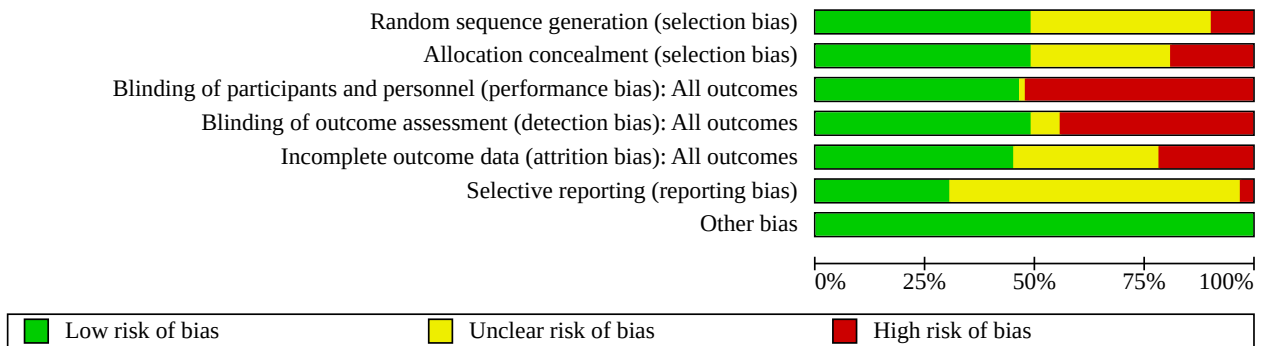 Random sequence generation (selection bias)
Allocation concealment (selection bias)
Blinding of participants and personnel (performance bias): All outcomes
Blinding of outcome assessment (detection bias): All outcomes
Incomplete outcome data (attrition bias): All outcomes
Selective reporting (reporting bias)
Other bias
0% 25% 50% 75% 100%
Low risk of bias Unclear risk of bias High risk of bias